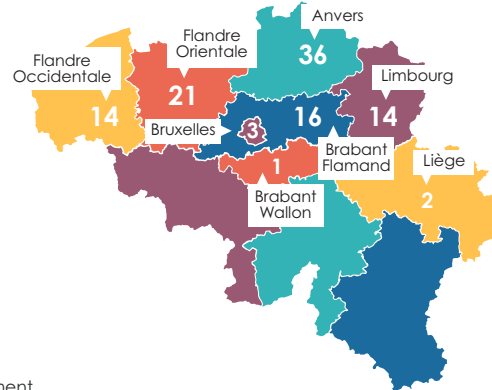 Anvers
36
Flandre
Orientale
21
Flandre
Occidentale
14
Limbourg
14
Bruxelles
3
16
Brabant
Flamand
Liège
2
1
Brabant
Wallon